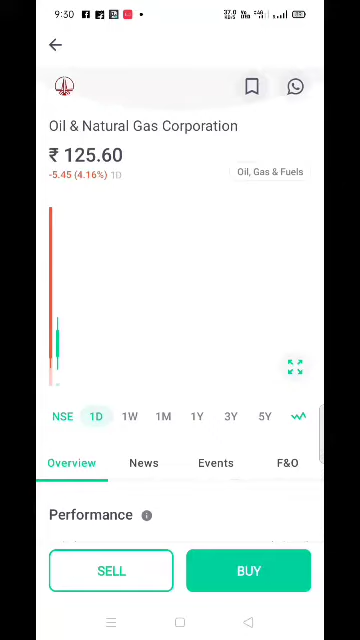 9:30
Oil & Natural Gas Corporation
₹ 125.60
-5.45 (4.16%) 1D
Oil, Gas & Fuels
NSE 1D 1W 1M 1Y 3Y 5Y
Overview News Events F&O
Performance
SELL BUY